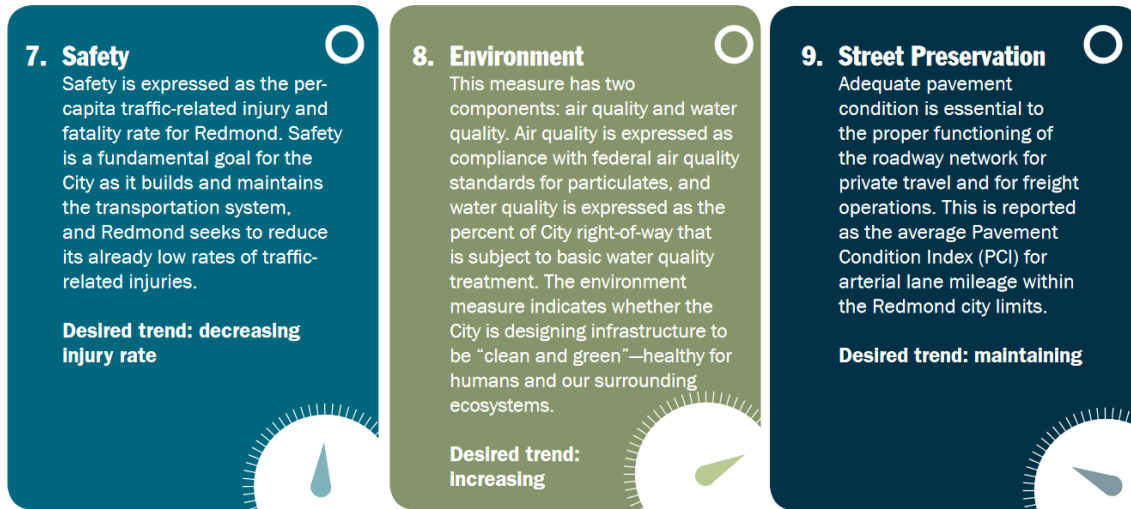 7. Safety
Safety is expressed as the per-
capita traffic-related injury and
fatality rate for Redmond. Safety
is a fundamental goal for the
City as it builds and maintains
the transportation system,
and Redmond seeks to reduce
its already low rates of traffic-
related injuries.
Desired trend: decreasing
injury rate
8. Environment
This measure has two
components: air quality and water
quality. Air quality is expressed as
compliance with federal air quality
standards for particulates, and
water quality is expressed as the
percent of City right-of-way that
is subject to basic water quality
treatment. The environment
measure indicates whether the
City is designing infrastructure to
be “clean and green”—healthy for
humans and our surrounding
ecosystems.
Desired trend:
increasing
9. Street Preservation
Adequate pavement
condition is essential to
the proper functioning of
the roadway network for
private travel and for freight
operations. This is reported
as the average Pavement
Condition Index (PCI) for
arterial lane mileage within
the Redmond city limits.
Desired trend: maintaining